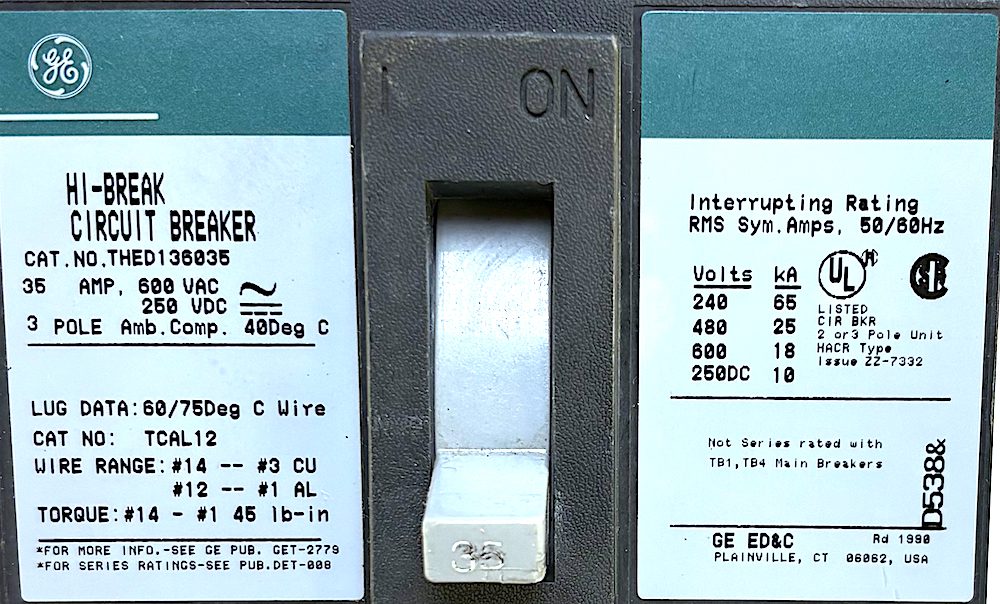 GE
HI-BREAK
CIRCUIT BREAKER
CAT.NO.THED136035
35 AMP. 600 VAC
250 VDC
3 POLE Amb.Comp. 40Deg C
LUG DATA:60/75Deg C Wire
CAT NO: TCAL12
WIRE RANGE:#14 -- #3 CU
#12 -- #1 AL
TORQUE:#14 - #1 45 lb-in
*FOR MORE INFO.-SEE GE PUB. GET-2779
*FOR SERIES RATINGS-SEE PUB.DET-008
I ON
35
Interrupting Rating
RMS Sym.Amps, 50/60Hz
Volts kA
240 65
480 25
600 18
250DC 10
UL
LISTED
CIR BKR
2 or3 Pole Unit
HACR Type
Issue ZZ-7332
Not Series rated with
TB1,TB4 Main Breakers
D538&
GE ED&C Rd 1990
PLAINVILLE, CT 06062, USA